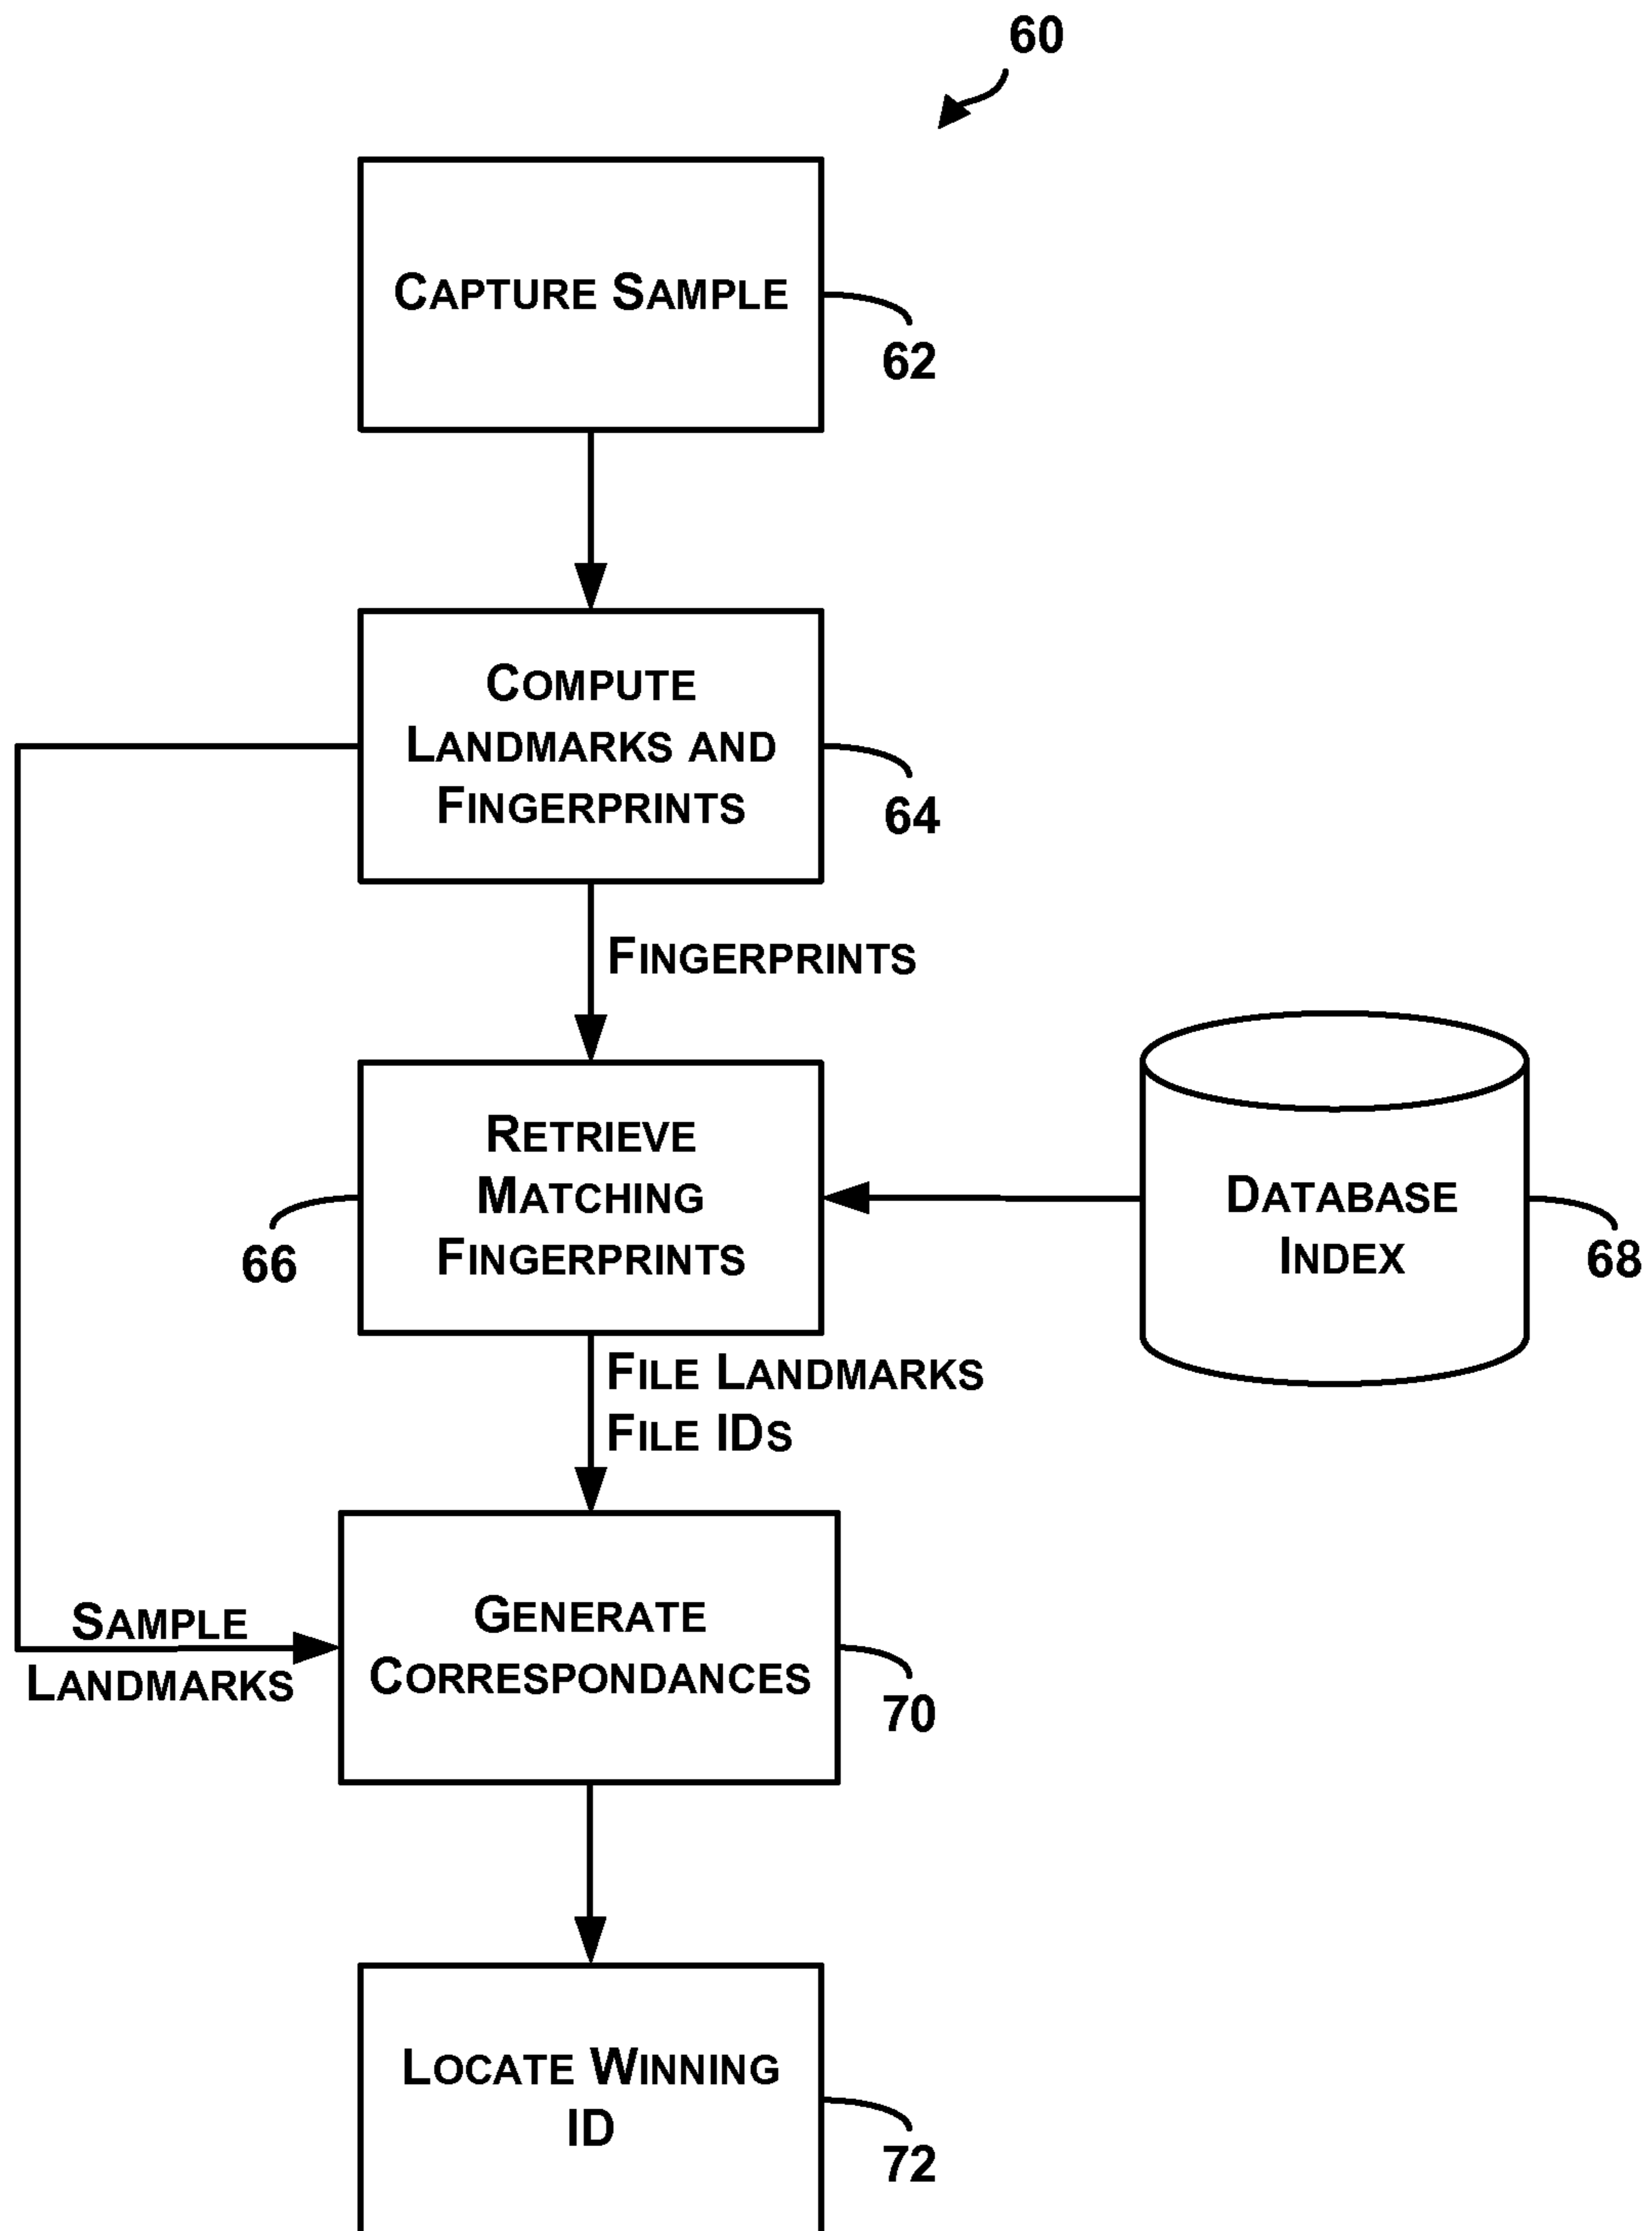 60
CAPTURE SAMPLE
62
COMPUTE
LANDMARKS AND
FINGERPRINTS
64
FINGERPRINTS
RETRIEVE
MATCHING
FINGERPRINTS
66
DATABASE
INDEX
68
FILE LANDMARKS
FILE IDS
SAMPLE
LANDMARKS
GENERATE
CORRESPONDANCES
70
LOCATE WINNING
ID
72